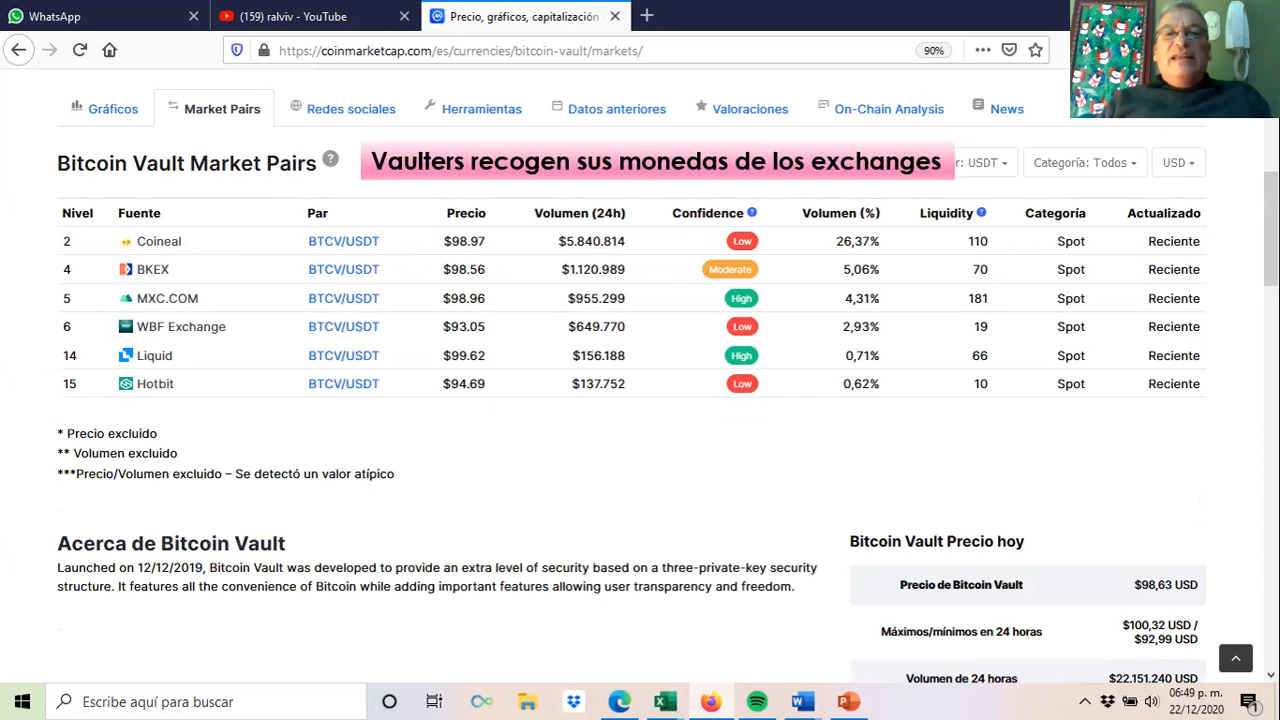 WhatsApp
(159) ralviv - YouTube
Precio, gráficos, capitalización
https://coinmarketcap.com/es/currencies/bitcoin-vault/markets/
90%
Gráficos Market Pairs Redes sociales Herramientas Datos anteriores Valoraciones On-Chain Analysis News
Bitcoin Vault Market Pairs ?
Vaulters recogen sus monedas de los exchanges
r: USDT Categoría: Todos USD
Nivel Fuente Par Precio Volumen (24h) Confidence ? Volumen (%) Liquidity ? Categoría Actualizado
2 Coineal BTCV/USDT $98.97 $5.840.814 Low 26,37% 110 Spot Reciente
4 BKEX BTCV/USDT $98.56 $1.120.989 Moderate 5,06% 70 Spot Reciente
5 MXC.COM BTCV/USDT $98.96 $955.299 High 4,31% 181 Spot Reciente
6 WBF Exchange BTCV/USDT $93.05 $649.770 Low 2,93% 19 Spot Reciente
14 Liquid BTCV/USDT $99.62 $156.188 High 0,71% 66 Spot Reciente
15 Hotbit BTCV/USDT $94.69 $137.752 Low 0,62% 10 Spot Reciente
* Precio excluido
** Volumen excluido
***Precio/Volumen excluido – Se detectó un valor atípico
Acerca de Bitcoin Vault
Launched on 12/12/2019, Bitcoin Vault was developed to provide an extra level of security based on a three-private-key security
structure. It features all the convenience of Bitcoin while adding important features allowing user transparency and freedom.
Bitcoin Vault Precio hoy
Precio de Bitcoin Vault $98,63 USD
Máximos/mínimos en 24 horas $100,32 USD /
$92,99 USD
Volumen de 24 horas $22.151.240 USD
Escribe aquí para buscar
06:49 p. m.
22/12/2020
1